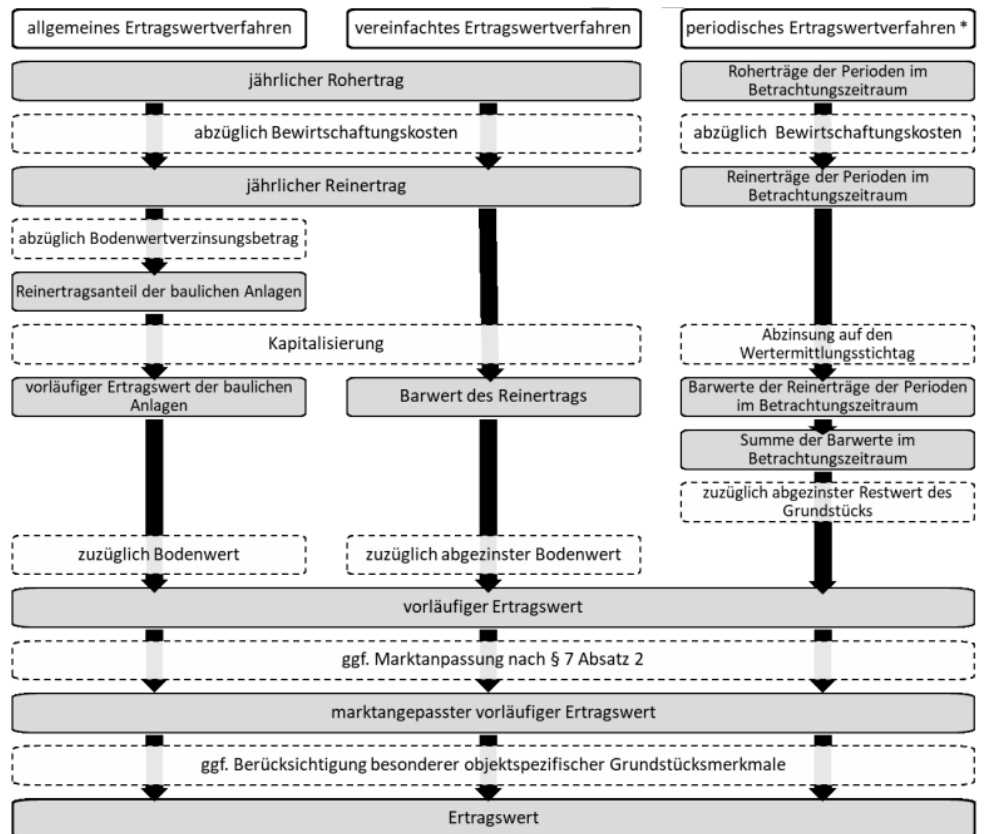 allgemeines Ertragswertverfahren
vereinfachtes Ertragswertverfahren
periodisches Ertragswertverfahren *
jährlicher Rohertrag
Roherträge der Perioden im
Betrachtungszeitraum
abzüglich Bewirtschaftungskosten
abzüglich Bewirtschaftungskosten
jährlicher Reinertrag
Reinerträge der Perioden im
Betrachtungszeitraum
abzüglich Bodenwertverzinsungsbetrag
Reinertragsanteil der baulichen Anlagen
Kapitalisierung
Abzinsung auf den
Wertermittlungsstichtag
vorläufiger Ertragswert der baulichen
Anlagen
Barwert des Reinertrags
Barwerte der Reinerträge der Perioden
im Betrachtungszeitraum
Summe der Barwerte im
Betrachtungszeitraum
zuzüglich abgezinster Restwert des
Grundstücks
zuzüglich Bodenwert
zuzüglich abgezinster Bodenwert
vorläufiger Ertragswert
ggf. Marktanpassung nach § 7 Absatz 2
marktangepasster vorläufiger Ertragswert
ggf. Berücksichtigung besonderer objektspezifischer Grundstücksmerkmale
Ertragswert